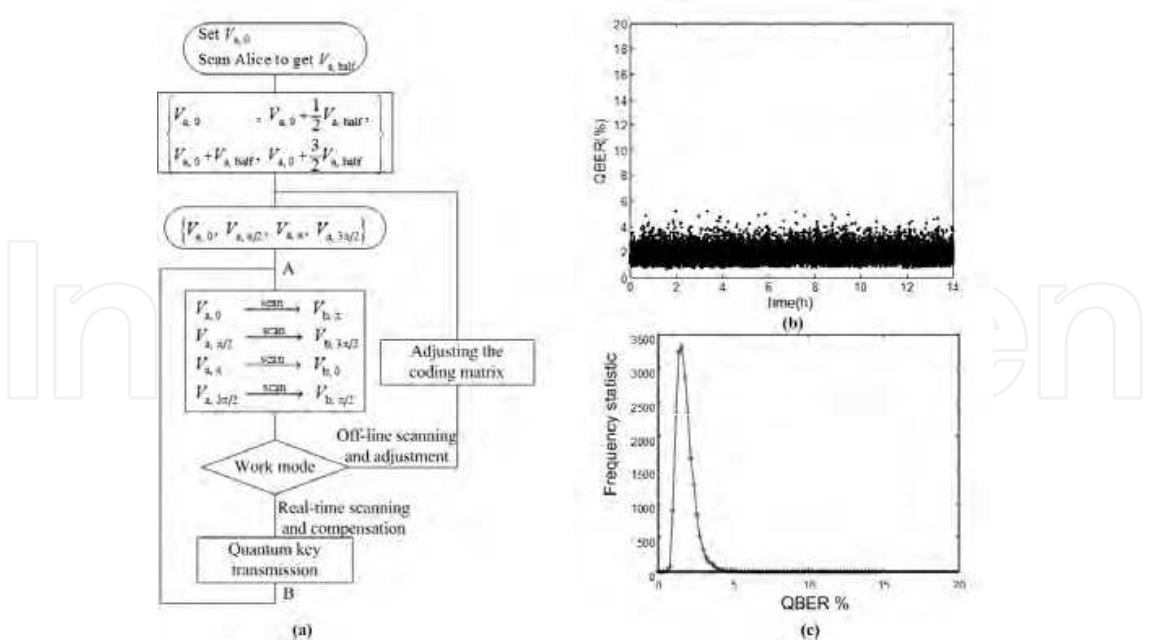 Set V_a, 0
Scan Alice to get V_a, half
V_a, 0 , V_a, 0 + 1/2 V_a, half,
V_a, 0 + V_a, half, V_a, 0 + 3/2 V_a, half
{V_a, 0, V_a, π/2, V_a, π, V_a, 3π/2}
A
V_a, 0 scan V_b, π
V_a, π/2 scan V_b, 3π/2
V_a, π scan V_b, 0
V_a, 3π/2 scan V_b, π/2
Adjusting the
coding matrix
Off-line scanning
and adjustment
Work mode
Real-time scanning
and compensation
Quantum key
transmission
B
(a)
QBER(%)
20
18
16
14
12
10
8
6
4
2
0
0 2 4 6 8 10 12 14
time(h)
(b)
Frequency statistic
3500
3000
2500
2000
1500
1000
500
0
0 5 10 15 20
QBER %
(c)